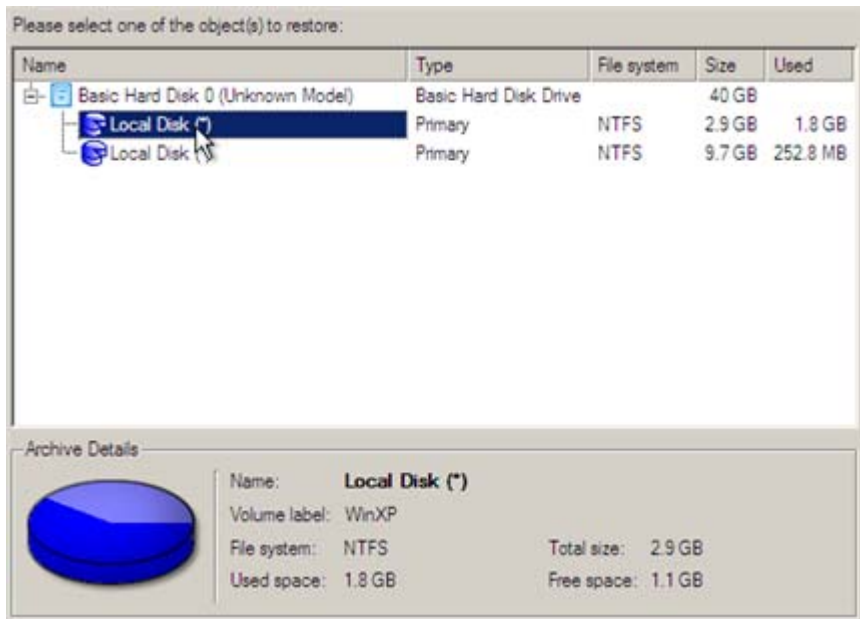 Please select one of the object(s) to restore:
Name Type File system Size Used
Basic Hard Disk 0 (Unknown Model) Basic Hard Disk Drive 40 GB
Local Disk (*) Primary NTFS 2.9 GB 1.8 GB
Local Disk Primary NTFS 9.7 GB 252.8 MB
Archive Details
Name: Local Disk (*)
Volume label: WinXP
File system: NTFS Total size: 2.9 GB
Used space: 1.8 GB Free space: 1.1 GB